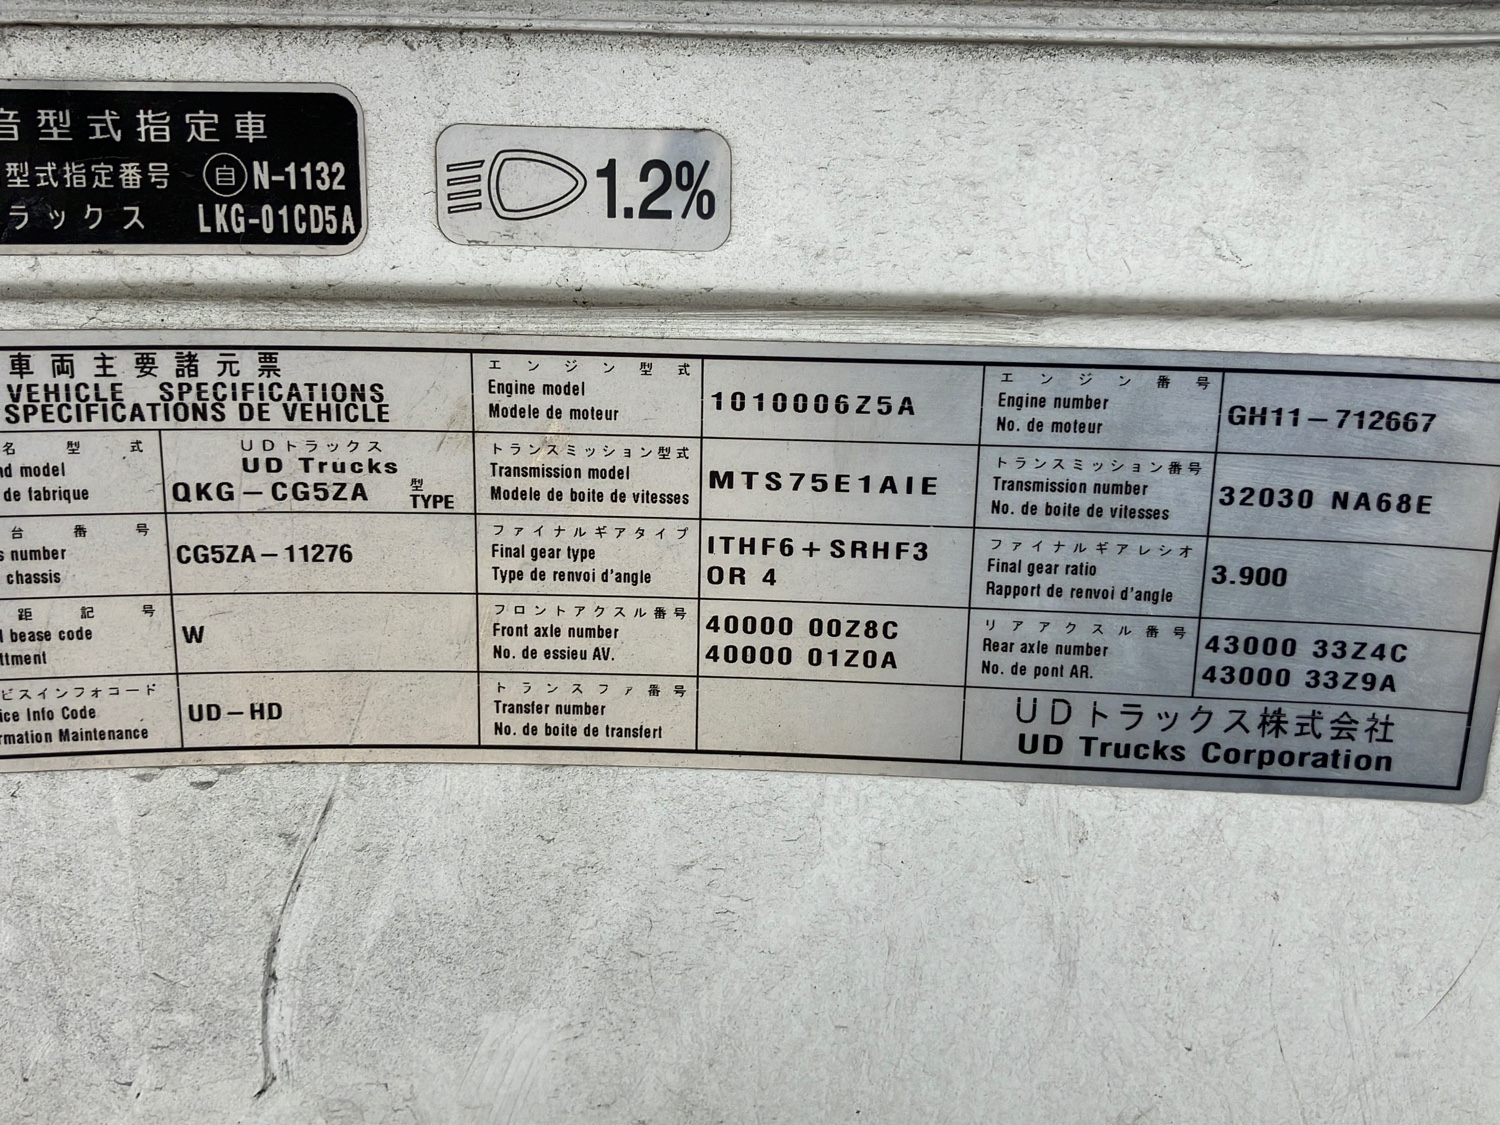 音型式指定車
型式指定番号 自 N-1132
ラックス LKG-01CD5A
1.2%
車両主要諸元票
VEHICLE SPECIFICATIONS
SPECIFICATIONS DE VEHICLE
エンジン型式
Engine model
Modele de moteur
1010006Z5A
エンジン番号
Engine number
No. de moteur
GH11-712667
名型式
nd model
de fabrique
UDトラックス
UD Trucks
QKG-CG5ZA 型
TYPE
トランスミッション型式
Transmission model
Modele de boite de vitesses
MTS75E1AIE
トランスミッション番号
Transmission number
No. de boite de vitesses
32030 NA68E
台番号
s number
chassis
CG5ZA-11276
ファイナルギアタイプ
Final gear type
Type de renvoi d'angle
ITHF6+SRHF3
OR 4
ファイナルギアレシオ
Final gear ratio
Rapport de renvoi d'angle
3.900
距記号
l bease code
ttment
W
フロントアクスル番号
Front axle number
No. de essieu AV.
40000 00Z8C
40000 01Z0A
リアアクスル番号
Rear axle number
No. de pont AR.
43000 33Z4C
43000 33Z9A
ビスインフォコード
ice Info Code
rmation Maintenance
UD-HD
トランスファ番号
Transfer number
No. de boite de transfert
UDトラックス株式会社
UD Trucks Corporation